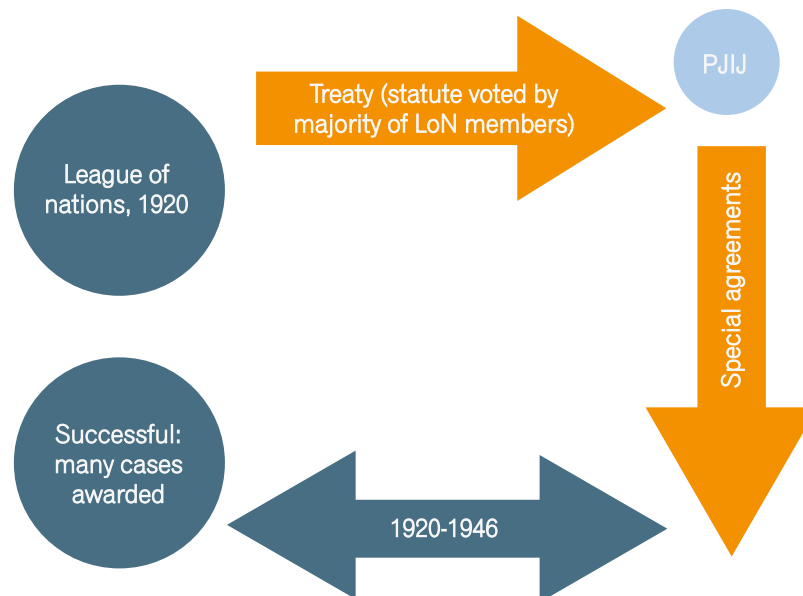 League of
nations, 1920
Treaty (statute voted by
majority of LoN members)
PJIJ
Special agreements
1920-1946
Successful:
many cases
awarded